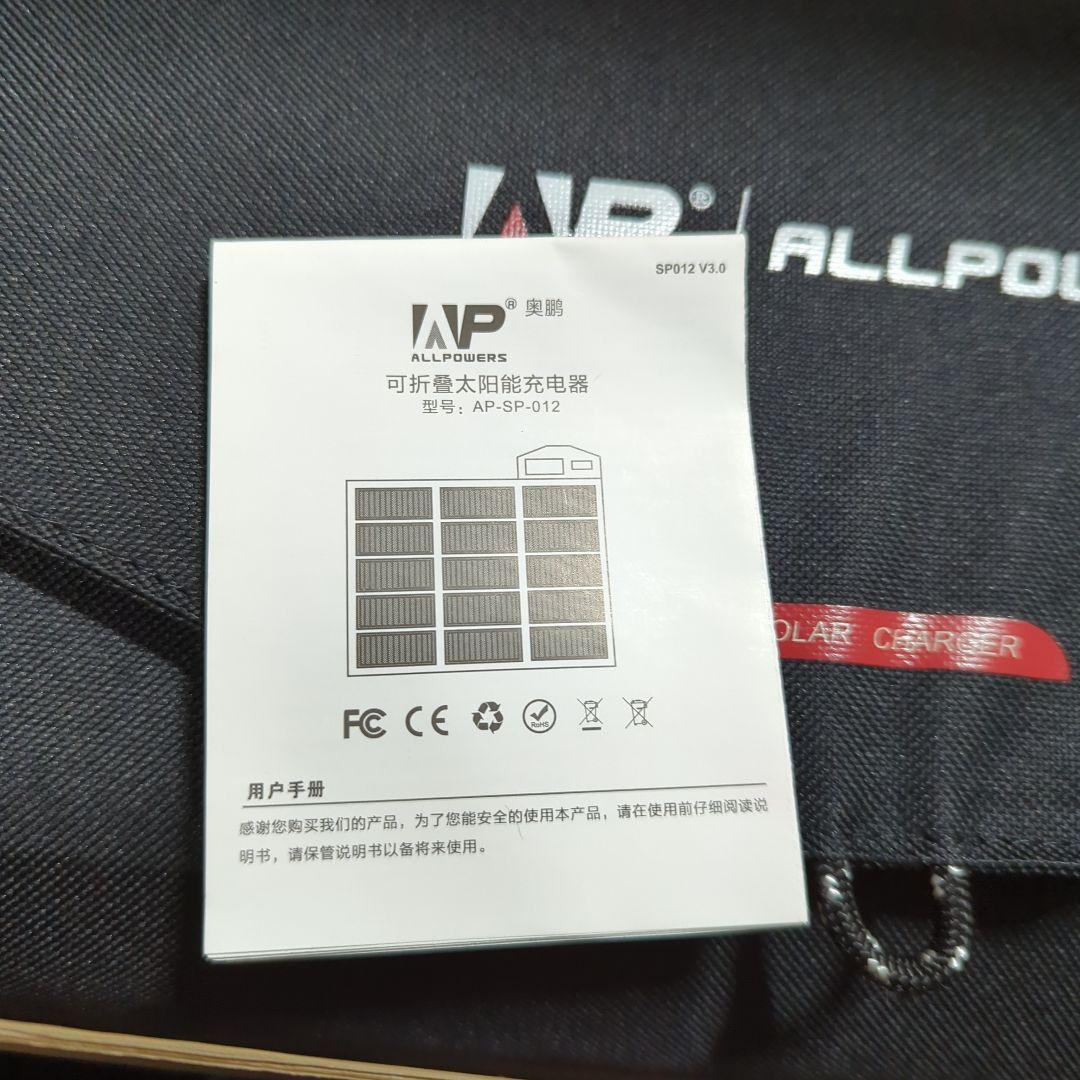 AP® | ALLPOW
SP012 V3.0
AP® 奥鹏
ALLPOWERS
可折叠太阳能充电器
型号：AP-SP-012
OLAR CHARGER
FC CE RoHS
用户手册
感谢您购买我们的产品，为了您能安全的使用本产品，请在使用前仔细阅读说
明书，请保管说明书以备将来使用。